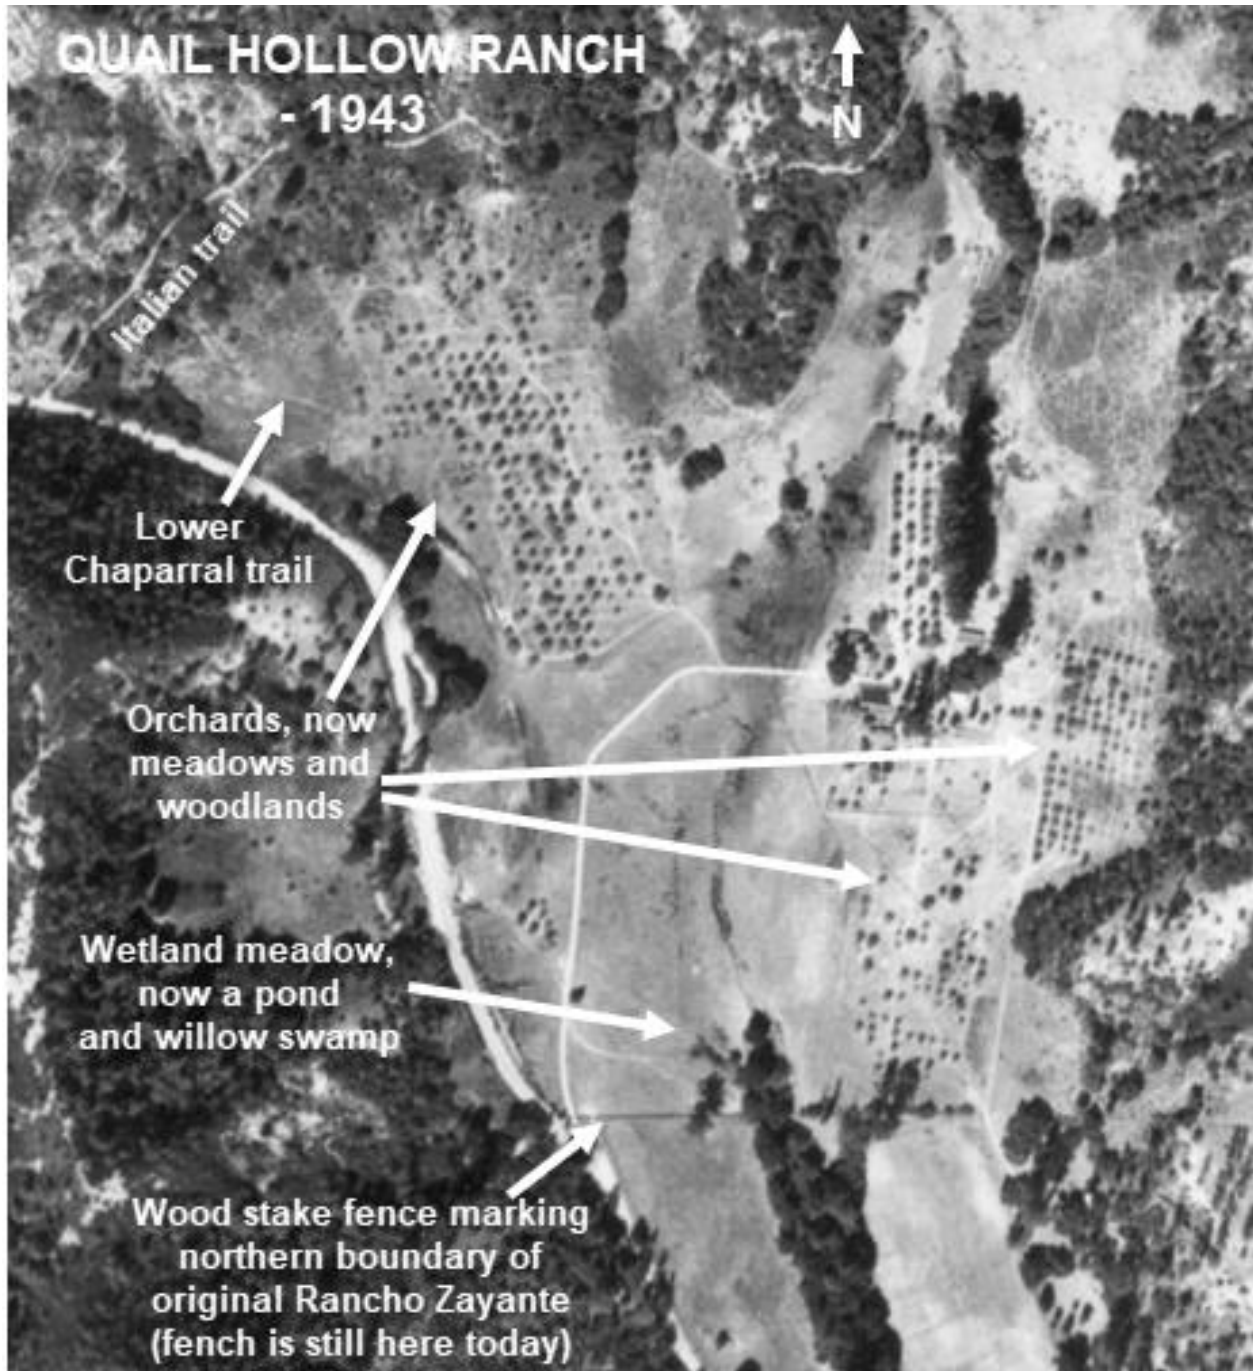 QUAIL HOLLOW RANCH
- 1943
N
Italian trail
Lower
Chaparral trail
Orchards, now
meadows and
woodlands
Wetland meadow,
now a pond
and willow swamp
Wood stake fence marking
northern boundary of
original Rancho Zayante
(fench is still here today)